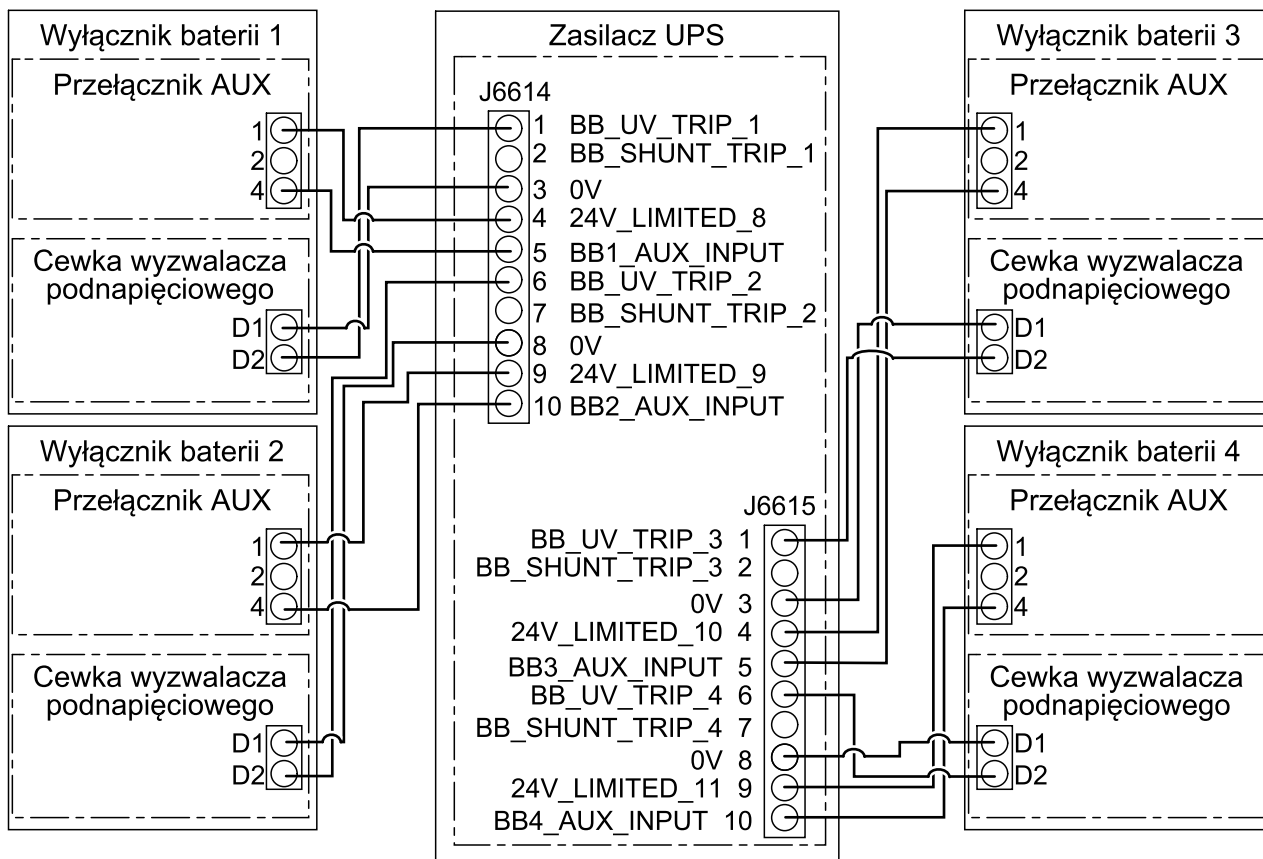 Wyłącznik baterii 1
Przełącznik AUX
1
2
4
Cewka wyzwalacza
podnapięciowego
D1
D2
Wyłącznik baterii 2
Przełącznik AUX
1
2
4
Cewka wyzwalacza
podnapięciowego
D1
D2
Zasilacz UPS
J6614
1 BB_UV_TRIP_1
2 BB_SHUNT_TRIP_1
3 0V
4 24V_LIMITED_8
5 BB1_AUX_INPUT
6 BB_UV_TRIP_2
7 BB_SHUNT_TRIP_2
8 0V
9 24V_LIMITED_9
10 BB2_AUX_INPUT
J6615
BB_UV_TRIP_3 1
BB_SHUNT_TRIP_3 2
0V 3
24V_LIMITED_10 4
BB3_AUX_INPUT 5
BB_UV_TRIP_4 6
BB_SHUNT_TRIP_4 7
0V 8
24V_LIMITED_11 9
BB4_AUX_INPUT 10
Wyłącznik baterii 3
Przełącznik AUX
1
2
4
Cewka wyzwalacza
podnapięciowego
D1
D2
Wyłącznik baterii 4
Przełącznik AUX
1
2
4
Cewka wyzwalacza
podnapięciowego
D1
D2